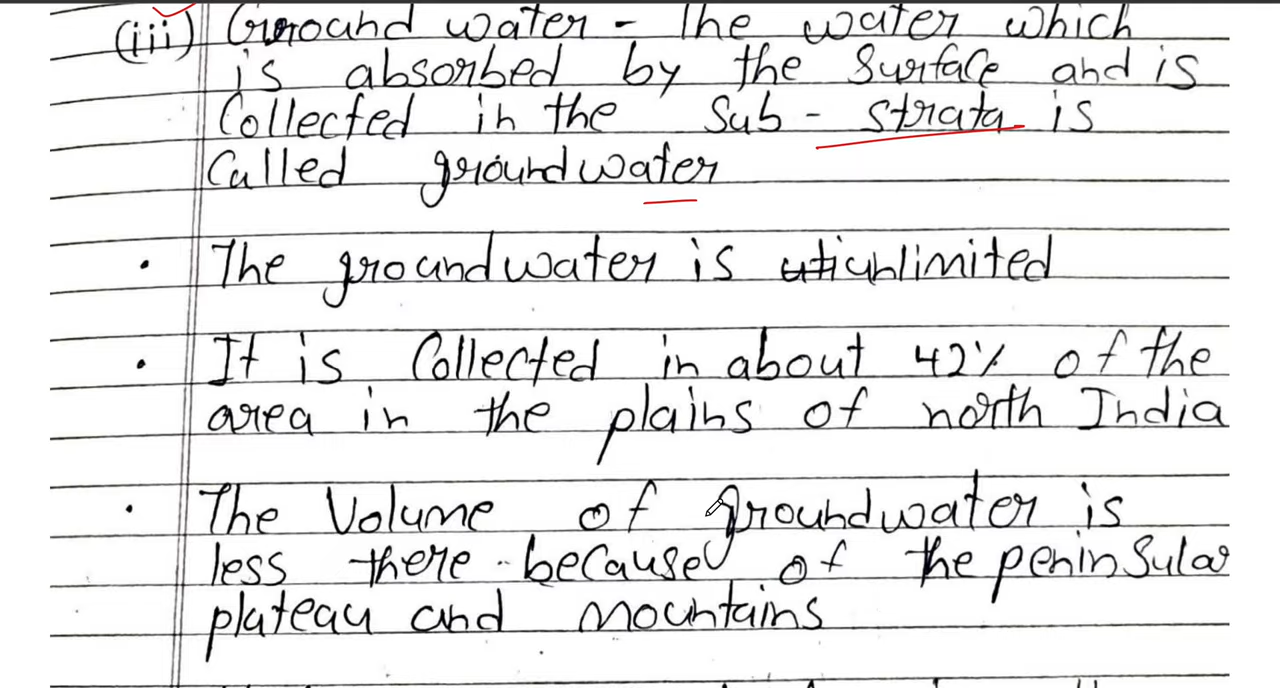 (iii) Ground water - The water which
is absorbed by the Surface and is
Collected in the Sub - strata is
Called groundwater
• The groundwater is unlimited
• It is Collected in about 42% of the
area in the plains of north India
• The Volume of groundwater is
less there because of the peninsular
plateau and mountains